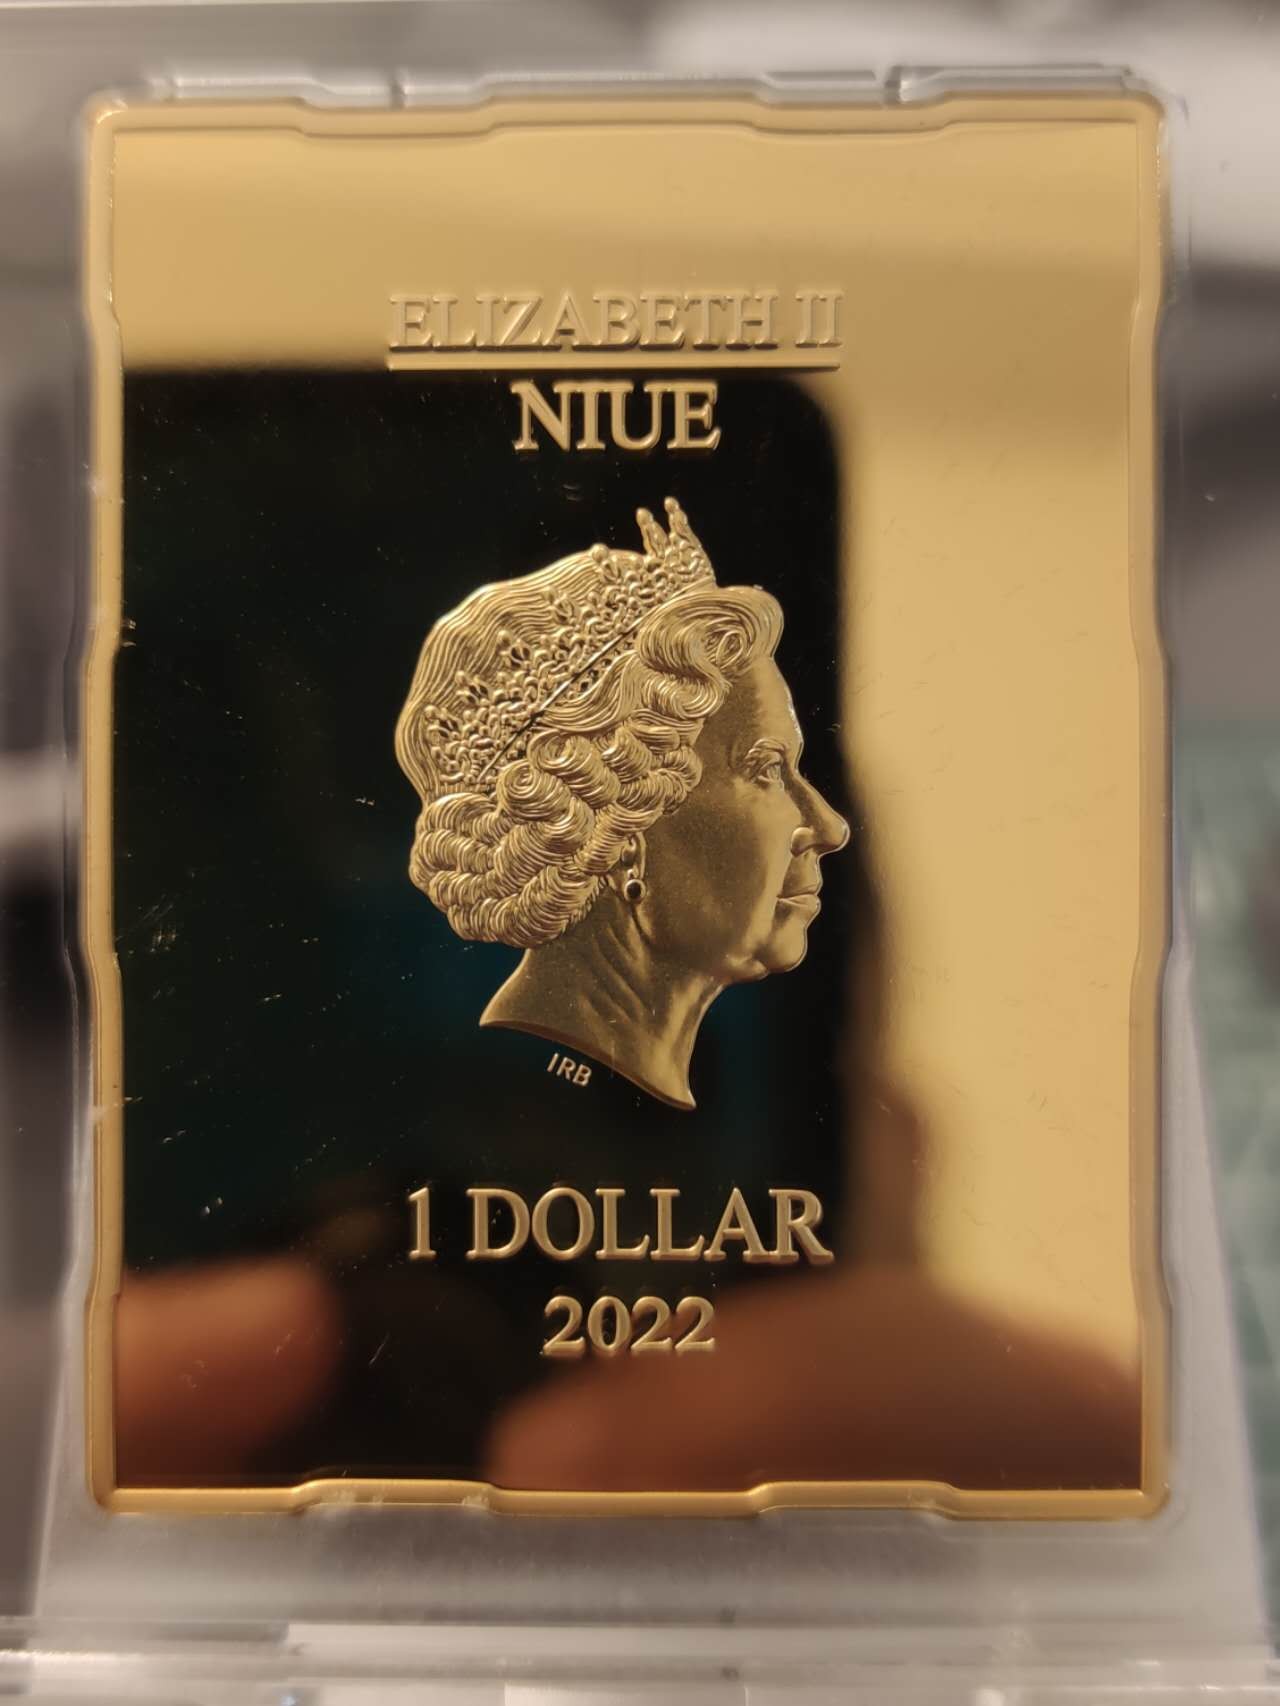 ELIZABETH II
NIUE
IRB
1 DOLLAR
2022